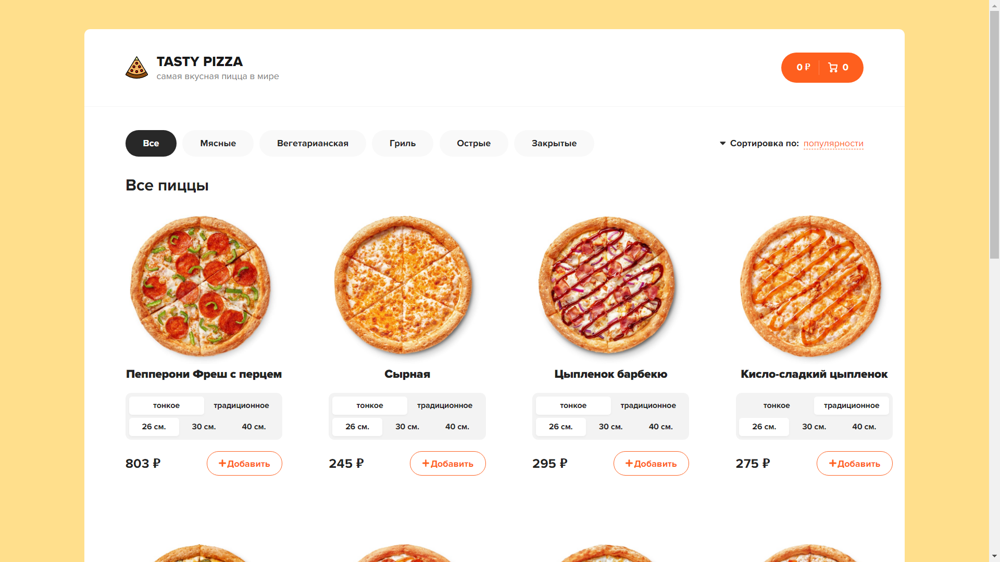 TASTY PIZZA
самая вкусная пицца в мире
0 ₽ 0
Все Мясные Вегетарианская Гриль Острые Закрытые Сортировка по: популярности
Все пиццы
Пепперони Фреш с перцем Сырная Цыпленок барбекю Кисло-сладкий цыпленок
тонкое традиционное тонкое традиционное тонкое традиционное тонкое традиционное
26 см. 30 см. 40 см. 26 см. 30 см. 40 см. 26 см. 30 см. 40 см. 26 см. 30 см. 40 см.
803 ₽ +Добавить 245 ₽ +Добавить 295 ₽ +Добавить 275 ₽ +Добавить